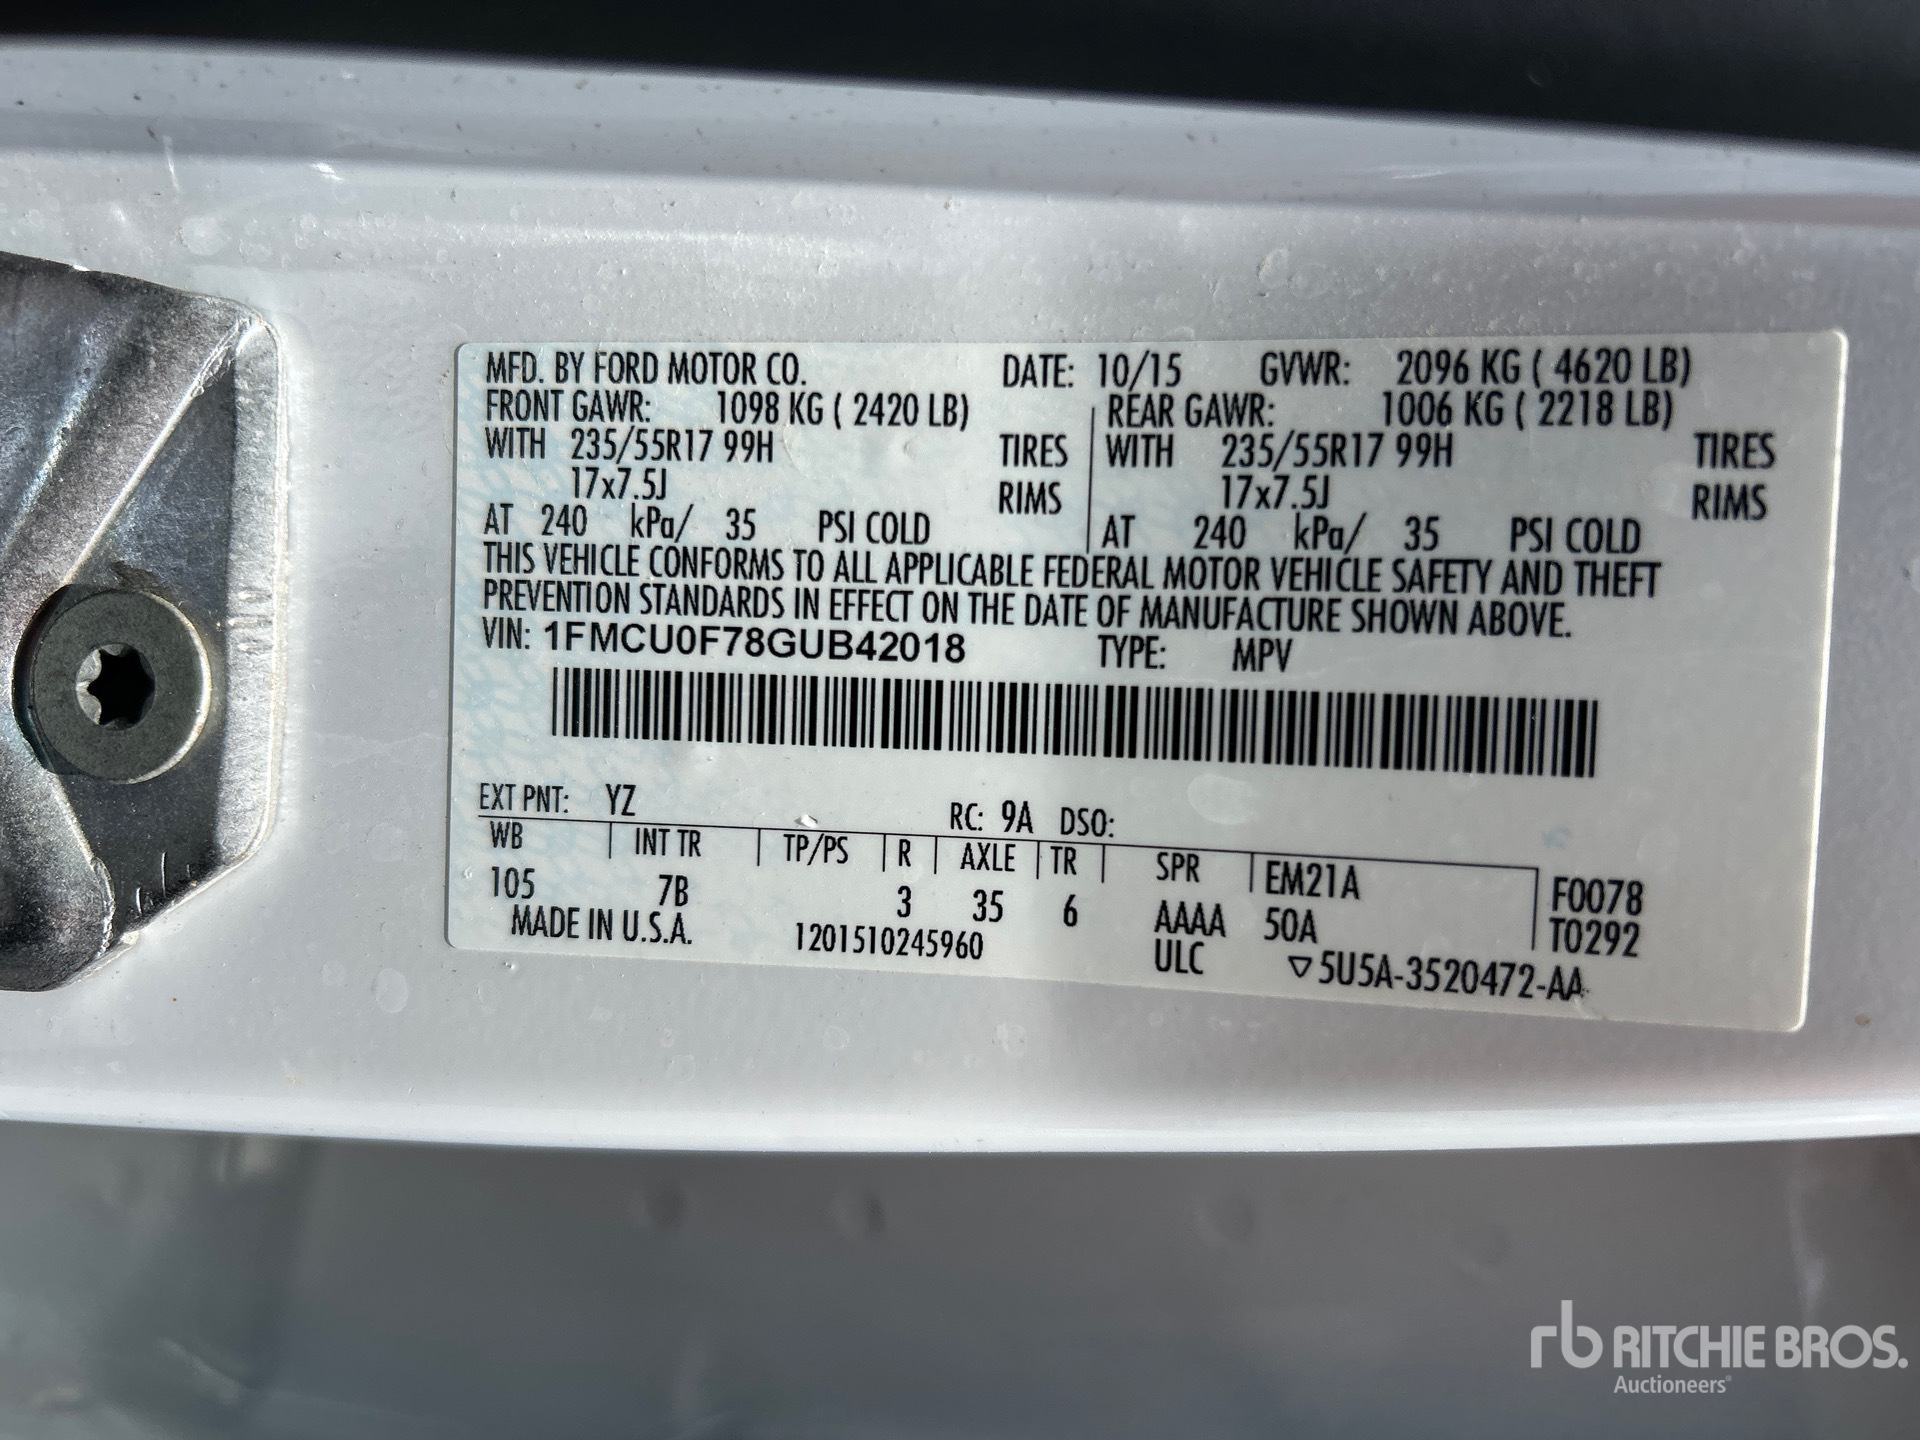 MFD. BY FORD MOTOR CO. DATE: 10/15 GVWR: 2096 KG ( 4620 LB)
FRONT GAWR: 1098 KG ( 2420 LB) REAR GAWR: 1006 KG ( 2218 LB)
WITH 235/55R17 99H TIRES WITH 235/55R17 99H TIRES
17x7.5J RIMS 17x7.5J RIMS
AT 240 kPa/ 35 PSI COLD AT 240 kPa/ 35 PSI COLD
THIS VEHICLE CONFORMS TO ALL APPLICABLE FEDERAL MOTOR VEHICLE SAFETY AND THEFT
PREVENTION STANDARDS IN EFFECT ON THE DATE OF MANUFACTURE SHOWN ABOVE.
VIN: 1FMCU0F78GUB42018 TYPE: MPV
EXT PNT: YZ RC: 9A DSO:
WB INT TR TP/PS R AXLE TR SPR EM21A F0078
105 7B 3 35 6 AAAA 50A T0292
MADE IN U.S.A. 1201510245960 ULC ▽5U5A-3520472-AA
rb RITCHIE BROS.
Auctioneers®